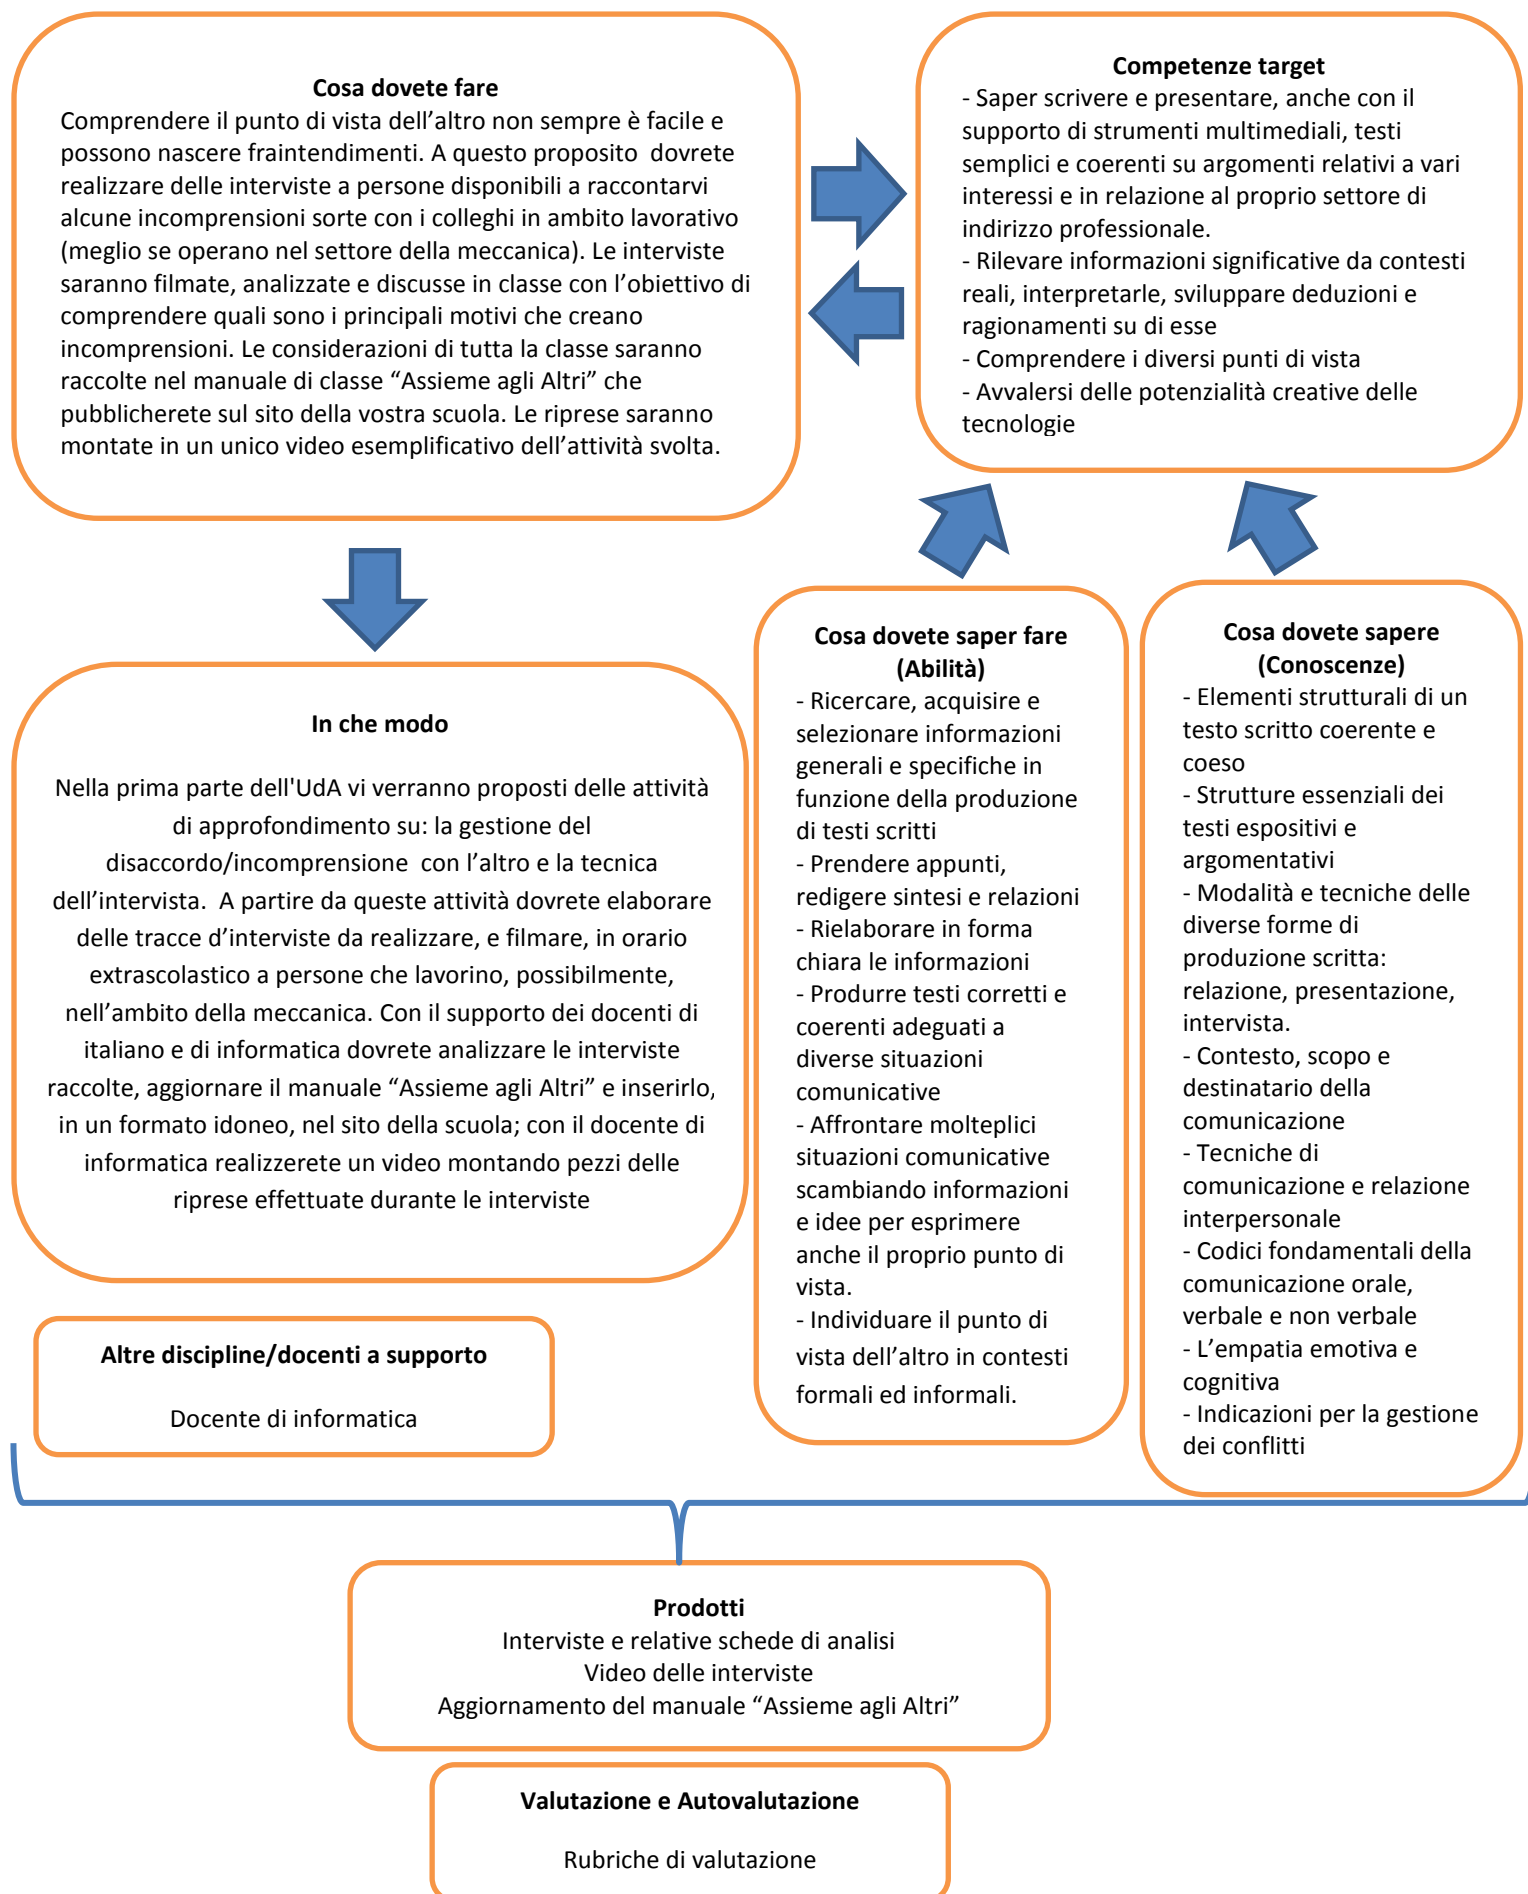 Cosa dovete fare
Comprendere il punto di vista dell’altro non sempre è facile e
possono nascere fraintendimenti. A questo proposito  dovrete
realizzare delle interviste a persone disponibili a raccontarvi
alcune incomprensioni sorte con i colleghi in ambito lavorativo
(meglio se operano nel settore della meccanica). Le interviste
saranno filmate, analizzate e discusse in classe con l’obiettivo di
comprendere quali sono i principali motivi che creano
incomprensioni. Le considerazioni di tutta la classe saranno
raccolte nel manuale di classe “Assieme agli Altri” che
pubblicherete sul sito della vostra scuola. Le riprese saranno
montate in un unico video esemplificativo dell’attività svolta.
Competenze target
- Saper scrivere e presentare, anche con il
supporto di strumenti multimediali, testi
semplici e coerenti su argomenti relativi a vari
interessi e in relazione al proprio settore di
indirizzo professionale.
- Rilevare informazioni significative da contesti
reali, interpretarle, sviluppare deduzioni e
ragionamenti su di esse
- Comprendere i diversi punti di vista
- Avvalersi delle potenzialità creative delle
tecnologie
In che modo
Nella prima parte dell'UdA vi verranno proposti delle attività
di approfondimento su: la gestione del
disaccordo/incomprensione  con l’altro e la tecnica
dell’intervista.  A partire da queste attività dovrete elaborare
delle tracce d’interviste da realizzare, e filmare, in orario
extrascolastico a persone che lavorino, possibilmente,
nell’ambito della meccanica. Con il supporto dei docenti di
italiano e di informatica dovrete analizzare le interviste
raccolte, aggiornare il manuale “Assieme agli Altri” e inserirlo,
in un formato idoneo, nel sito della scuola; con il docente di
informatica realizzerete un video montando pezzi delle
riprese effettuate durante le interviste
Cosa dovete saper fare
(Abilità)
- Ricercare, acquisire e
selezionare informazioni
generali e specifiche in
funzione della produzione
di testi scritti
- Prendere appunti,
redigere sintesi e relazioni
- Rielaborare in forma
chiara le informazioni
- Produrre testi corretti e
coerenti adeguati a
diverse situazioni
comunicative
- Affrontare molteplici
situazioni comunicative
scambiando informazioni
e idee per esprimere
anche il proprio punto di
vista.
- Individuare il punto di
vista dell’altro in contesti
formali ed informali.
Cosa dovete sapere
(Conoscenze)
- Elementi strutturali di un
testo scritto coerente e
coeso
- Strutture essenziali dei
testi espositivi e
argomentativi
- Modalità e tecniche delle
diverse forme di
produzione scritta:
relazione, presentazione,
intervista.
- Contesto, scopo e
destinatario della
comunicazione
- Tecniche di
comunicazione e relazione
interpersonale
- Codici fondamentali della
comunicazione orale,
verbale e non verbale
- L’empatia emotiva e
cognitiva
- Indicazioni per la gestione
dei conflitti
Altre discipline/docenti a supporto
Docente di informatica
Prodotti
Interviste e relative schede di analisi
Video delle interviste
Aggiornamento del manuale “Assieme agli Altri”
Valutazione e Autovalutazione
Rubriche di valutazione